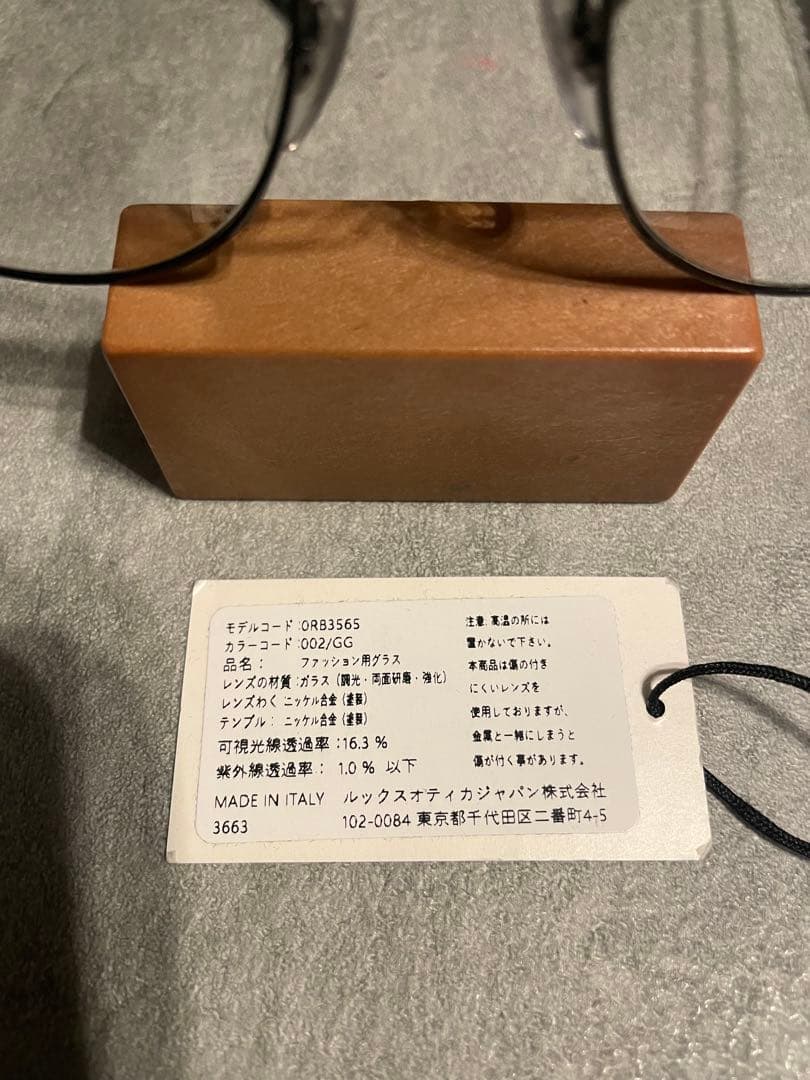 モデルコード:0RB3565
カラーコード:002/GG
品名: ファッション用グラス
レンズの材質:ガラス (調光・両面研磨・強化)
レンズわく:ニッケル合金(塗装)
テンプル: ニッケル合金(塗装)
可視光線透過率:16.3 %
紫外線透過率: 1.0 % 以下
MADE IN ITALY ルックスオティカジャパン株式会社
3663 102-0084 東京都千代田区二番町4-5
注意:高温の所には
置かないで下さい。
本商品は傷の付き
にくいレンズを
使用しておりますが、
金属と一緒にしまうと
傷が付く事があります。